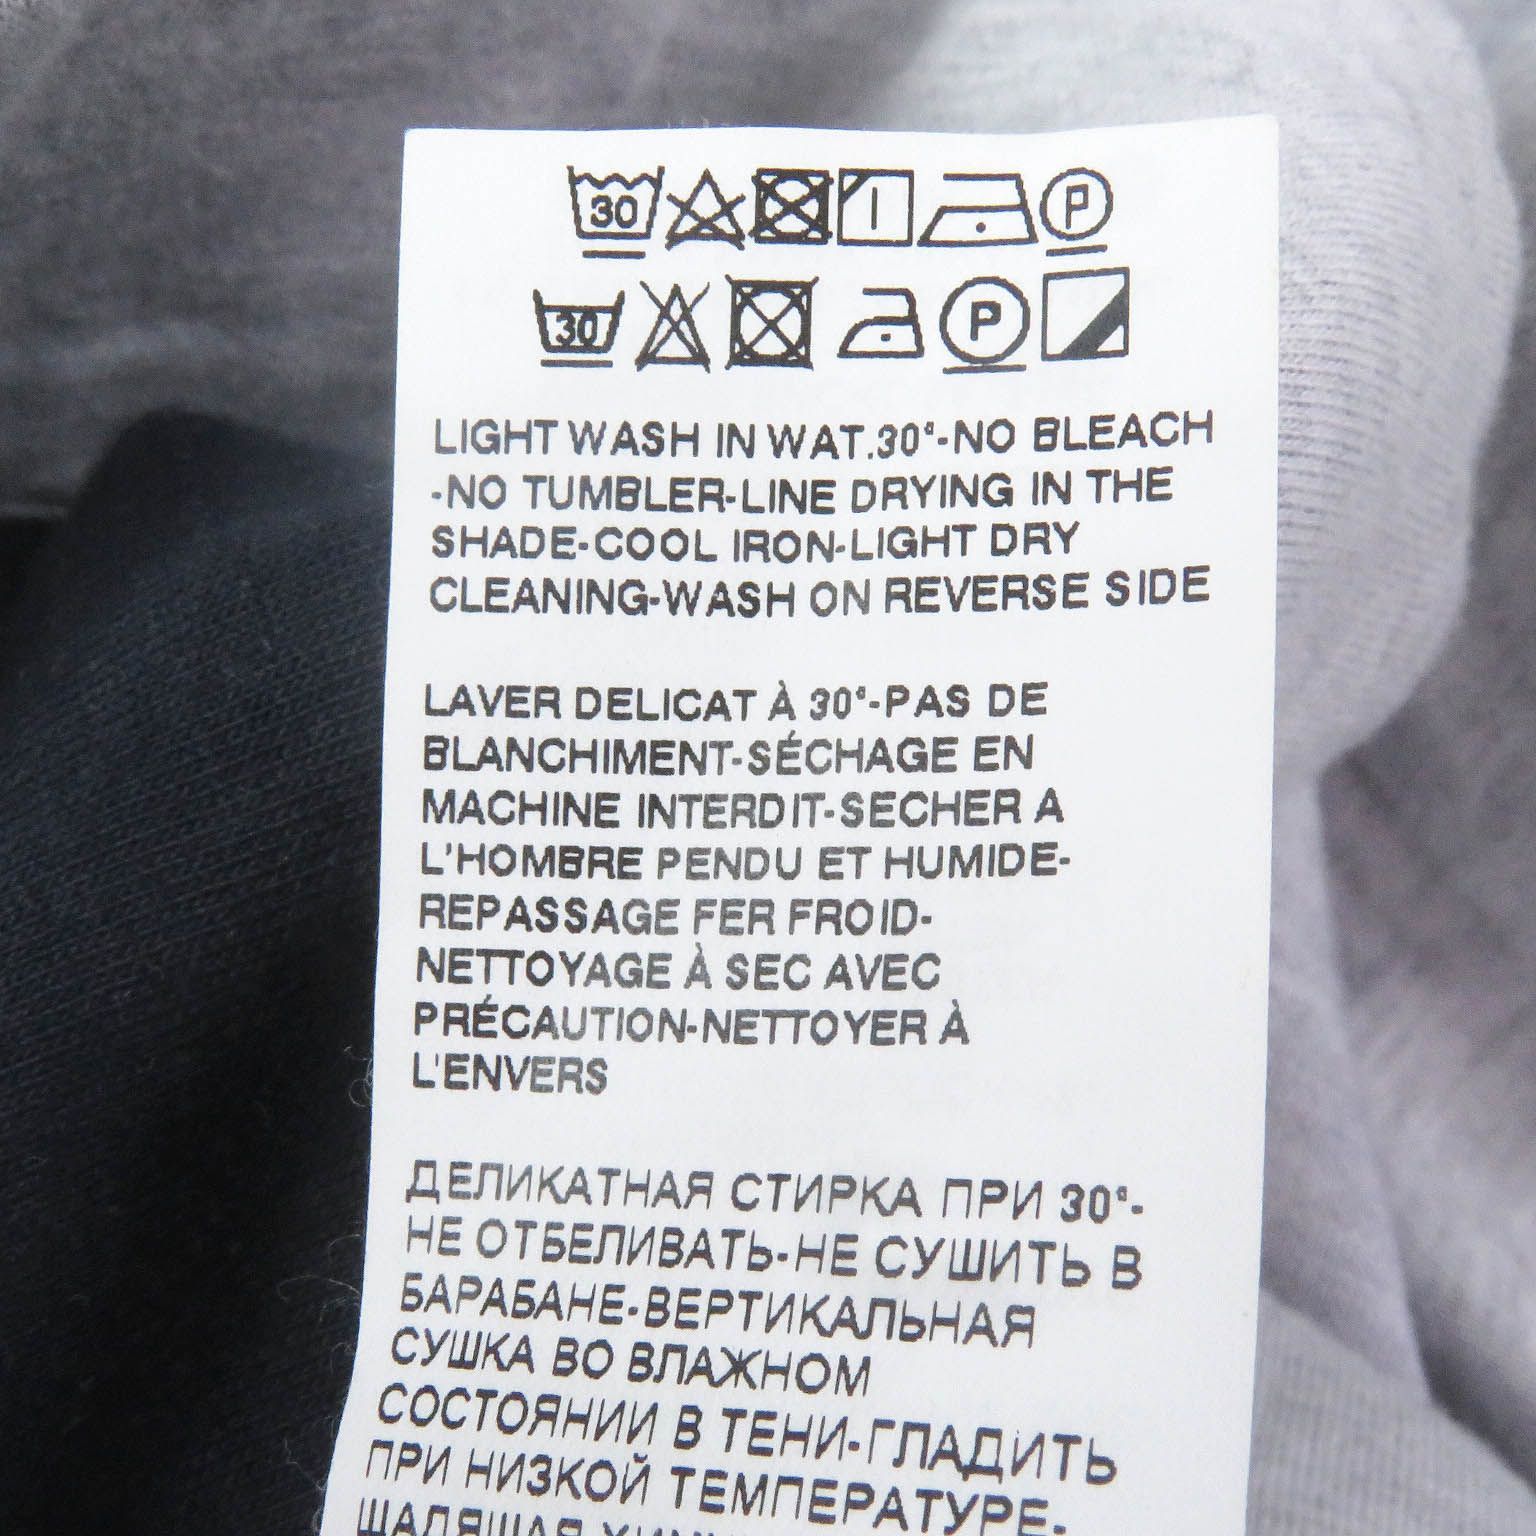 30 P
30 P
LIGHT WASH IN WAT.30°-NO BLEACH
-NO TUMBLER-LINE DRYING IN THE
SHADE-COOL IRON-LIGHT DRY
CLEANING-WASH ON REVERSE SIDE
LAVER DELICAT À 30°-PAS DE
BLANCHIMENT-SÉCHAGE EN
MACHINE INTERDIT-SECHER A
L'HOMBRE PENDU ET HUMIDE-
REPASSAGE FER FROID-
NETTOYAGE À SEC AVEC
PRÉCAUTION-NETTOYER À
L'ENVERS
ДЕЛИКАТНАЯ СТИРКА ПРИ 30°-
НЕ ОТБЕЛИВАТЬ-НЕ СУШИТЬ В
БАРАБАНЕ-ВЕРТИКАЛЬНАЯ
СУШКА ВО ВЛАЖНОМ
СОСТОЯНИИ В ТЕНИ-ГЛАДИТЬ
ПРИ НИЗКОЙ ТЕМПЕРАТУРЕ-
ЩАДЯЩАЯ